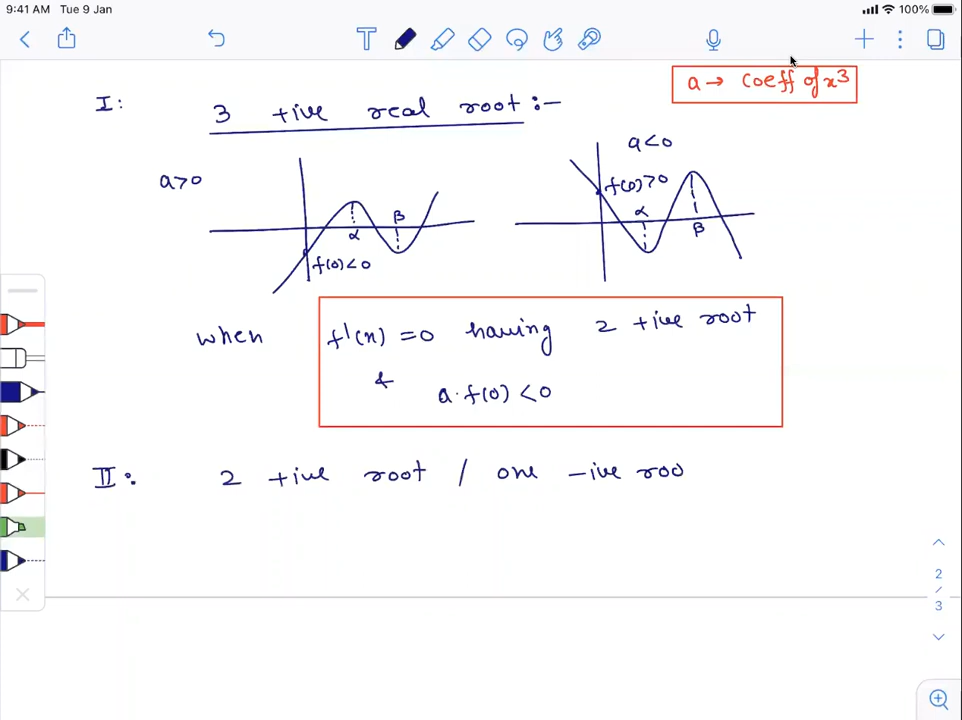 9:41 AM Tue 9 Jan
100%
T
a → coeff of x³
I: 3 +ive real root :–
a>0
a<0
f(0)>0
α
β
α
β
f(0)<0
when f'(x) =0 having 2 +ive root
& a·f(0) <0
II: 2 +ive root / one -ive roo
2
/
3